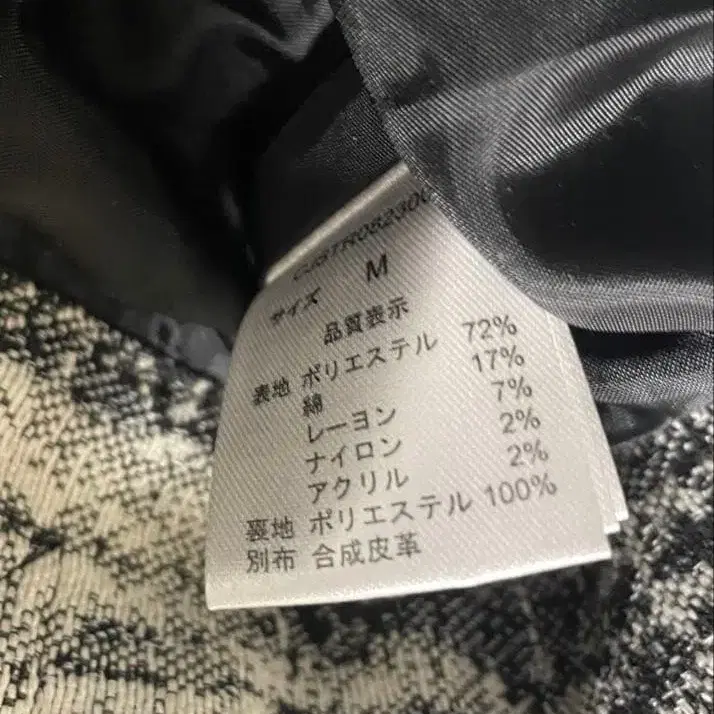 サイズ M
品質表示
表地 ポリエステル 72%
綿 17%
レーヨン 7%
ナイロン 2%
アクリル 2%
裏地 ポリエステル 100%
別布 合成皮革